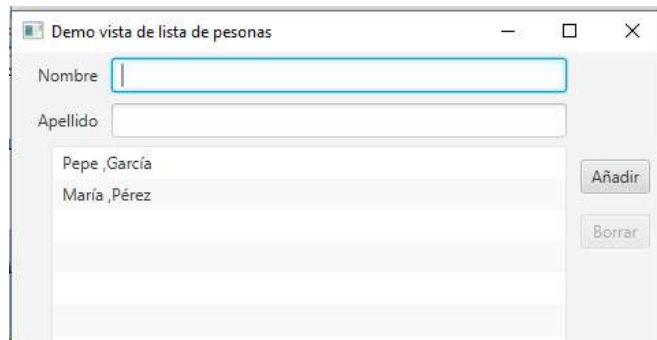 Demo vista de lista de pesonas
Nombre
Apellido
Pepe ,García
Añadir
María ,Pérez
Borrar